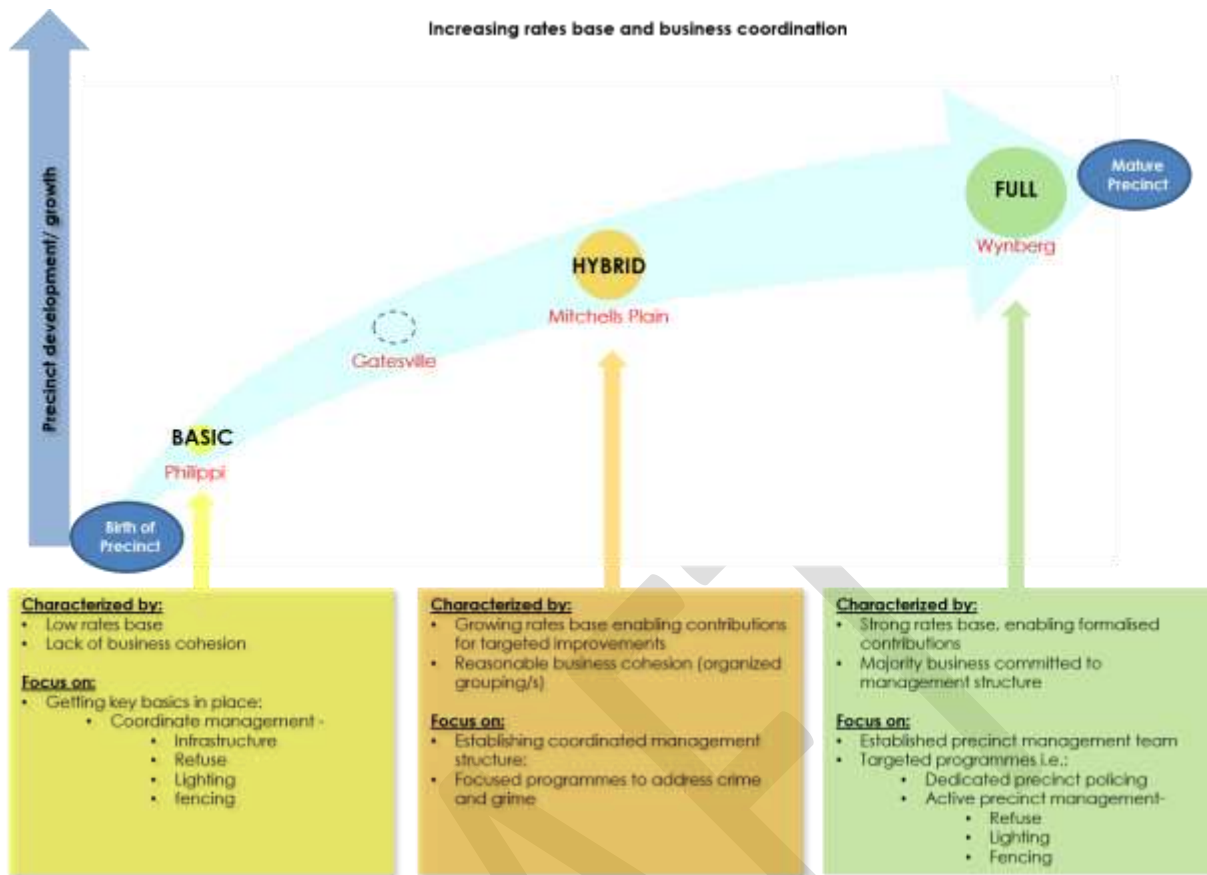 Increasing rates base and business coordination
Precinct development/ growth
Mature
Precinct
FULL
Wynberg
HYBRID
Mitchells Plain
Gatesville
BASIC
Philippi
Birth of
Precinct
Characterized by:
• Low rates base
• Lack of business cohesion
Focus on:
• Getting key basics in place:
• Coordinate management -
• Infrastructure
• Refuse
• Lighting
• fencing
Characterized by:
• Growing rates base enabling contributions
for targeted improvements
• Reasonable business cohesion (organized
grouping/s)
Focus on:
• Establishing coordinated management
structure:
• Focused programmes to address crime
and grime
Characterized by:
• Strong rates base, enabling formalised
contributions
• Majority business committed to
management structure
Focus on:
• Established precinct management team
• Targeted programmes i.e.:
• Dedicated precinct policing
• Active precinct management-
• Refuse
• Lighting
• Fencing